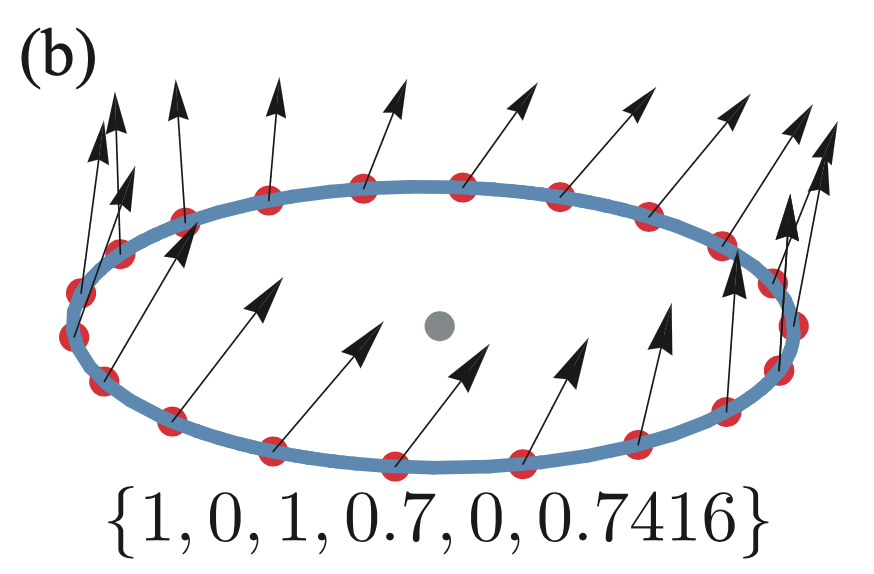 (b)
{1, 0, 1, 0.7, 0, 0.7416}